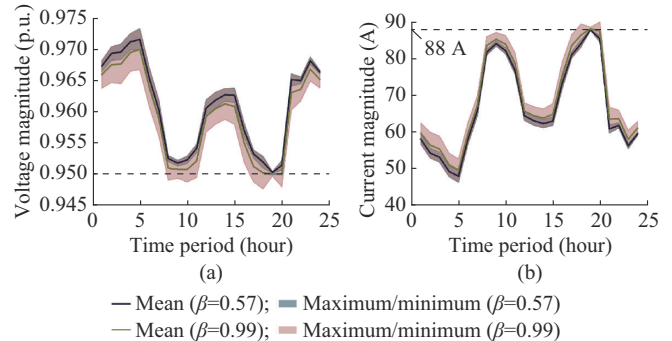 Voltage magnitude (p.u.)
0.975
0.970
0.965
0.960
0.955
0.950
0.945
0 5 10 15 20 25
Time period (hour)
(a)
Current magnitude (A)
90
80
70
60
50
40
88 A
0 5 10 15 20 25
Time period (hour)
(b)
Mean (β=0.57); Maximum/minimum (β=0.57)
Mean (β=0.99); Maximum/minimum (β=0.99)